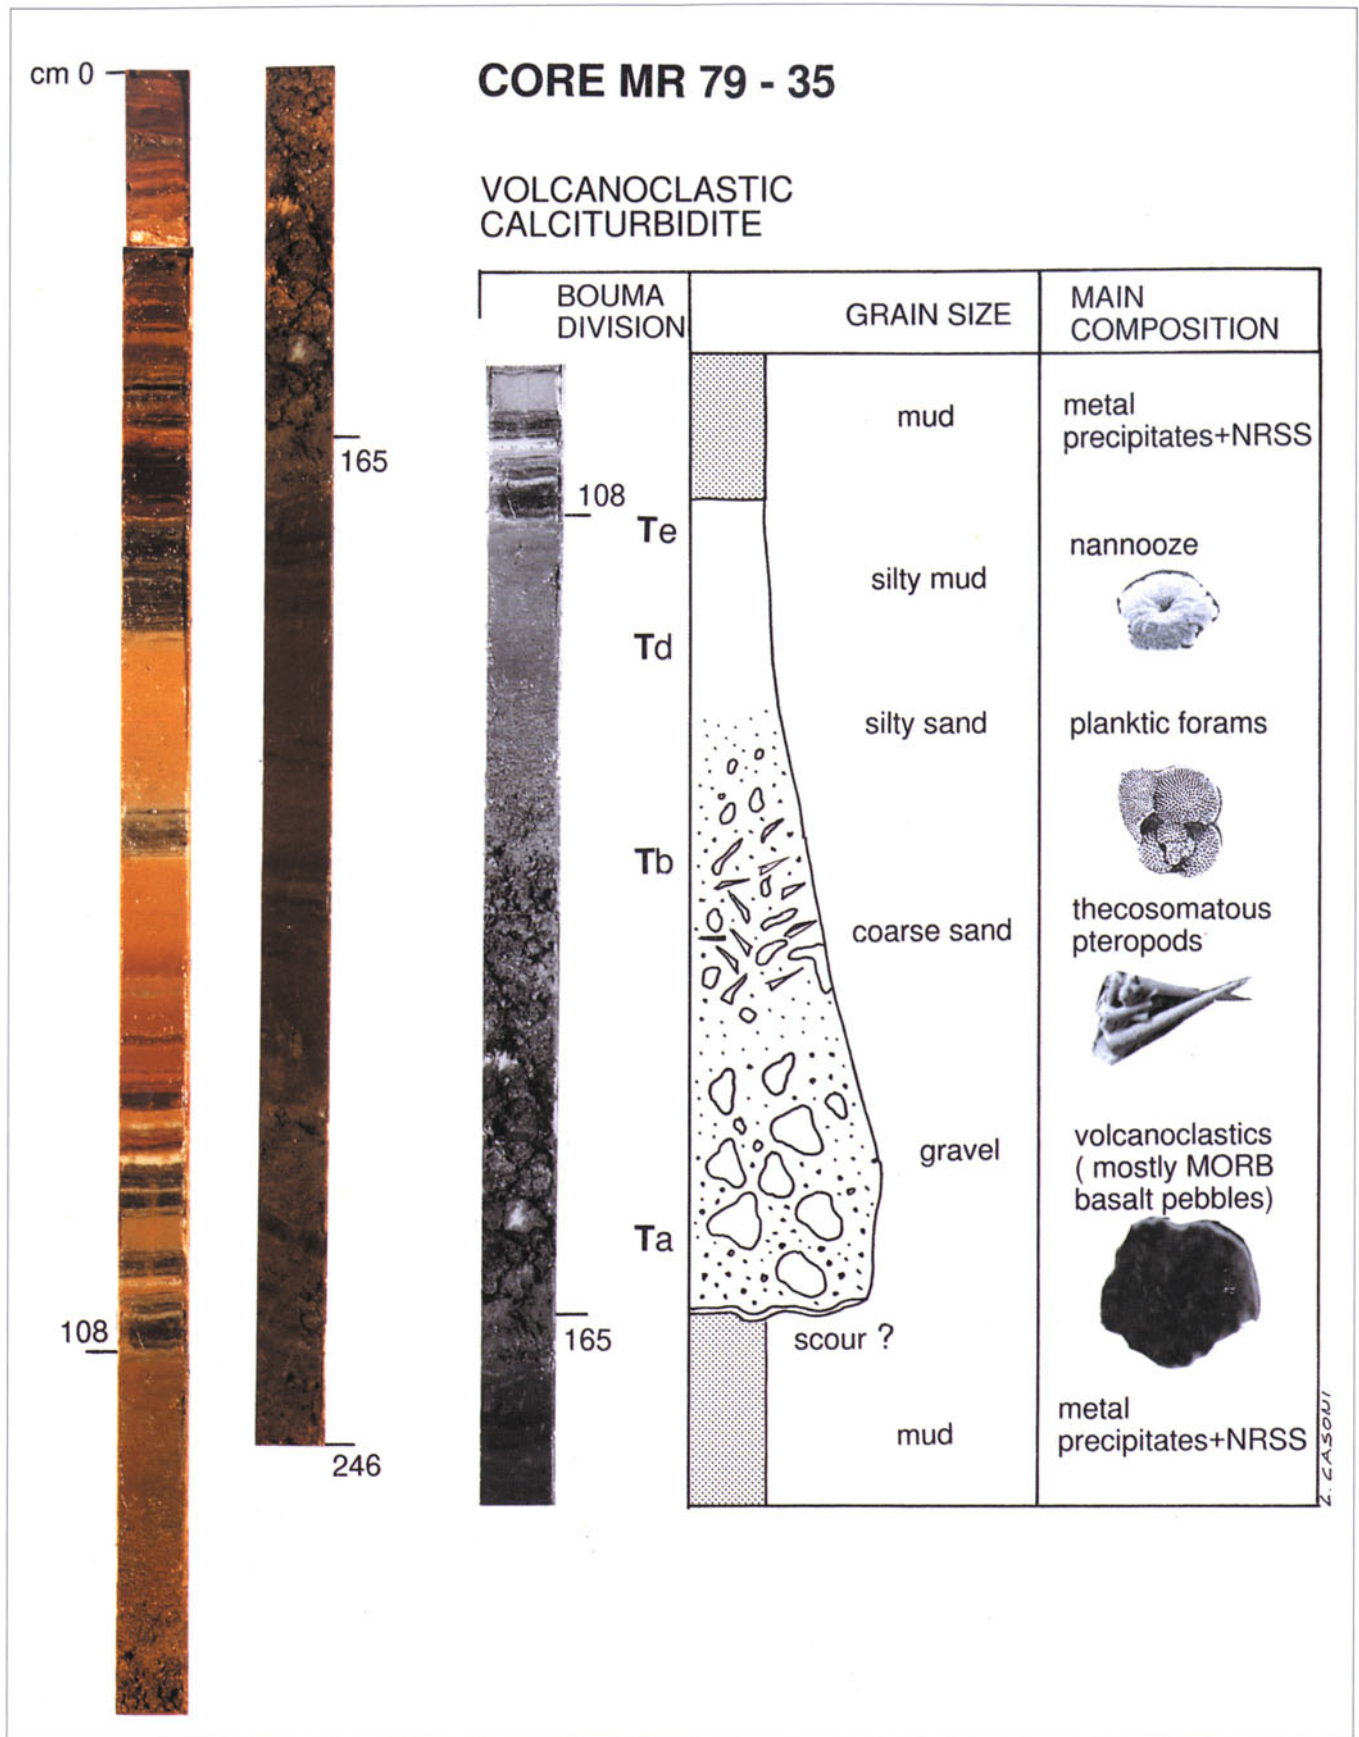 cm 0
CORE MR 79 - 35
VOLCANOCLASTIC
CALCITURBIDITE
BOUMA
DIVISION
GRAIN SIZE
MAIN
COMPOSITION
mud
metal
precipitates+NRSS
165
108
Te
nannooze
silty mud
Td
silty sand
planktic forams
Tb
thecosomatous
pteropods
coarse sand
volcanoclastics
( mostly MORB
basalt pebbles)
gravel
Ta
108
165
scour ?
metal
precipitates+NRSS
mud
246
L. CASONI